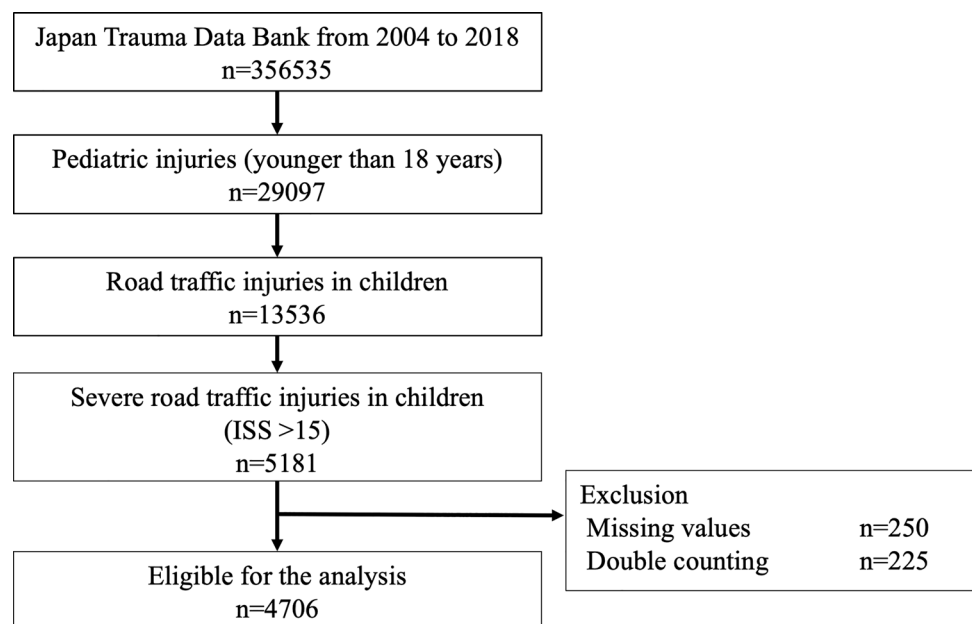 Japan Trauma Data Bank from 2004 to 2018
n=356535
Pediatric injuries (younger than 18 years)
n=29097
Road traffic injuries in children
n=13536
Severe road traffic injuries in children
(ISS >15)
n=5181
Exclusion
Missing values n=250
Double counting n=225
Eligible for the analysis
n=4706